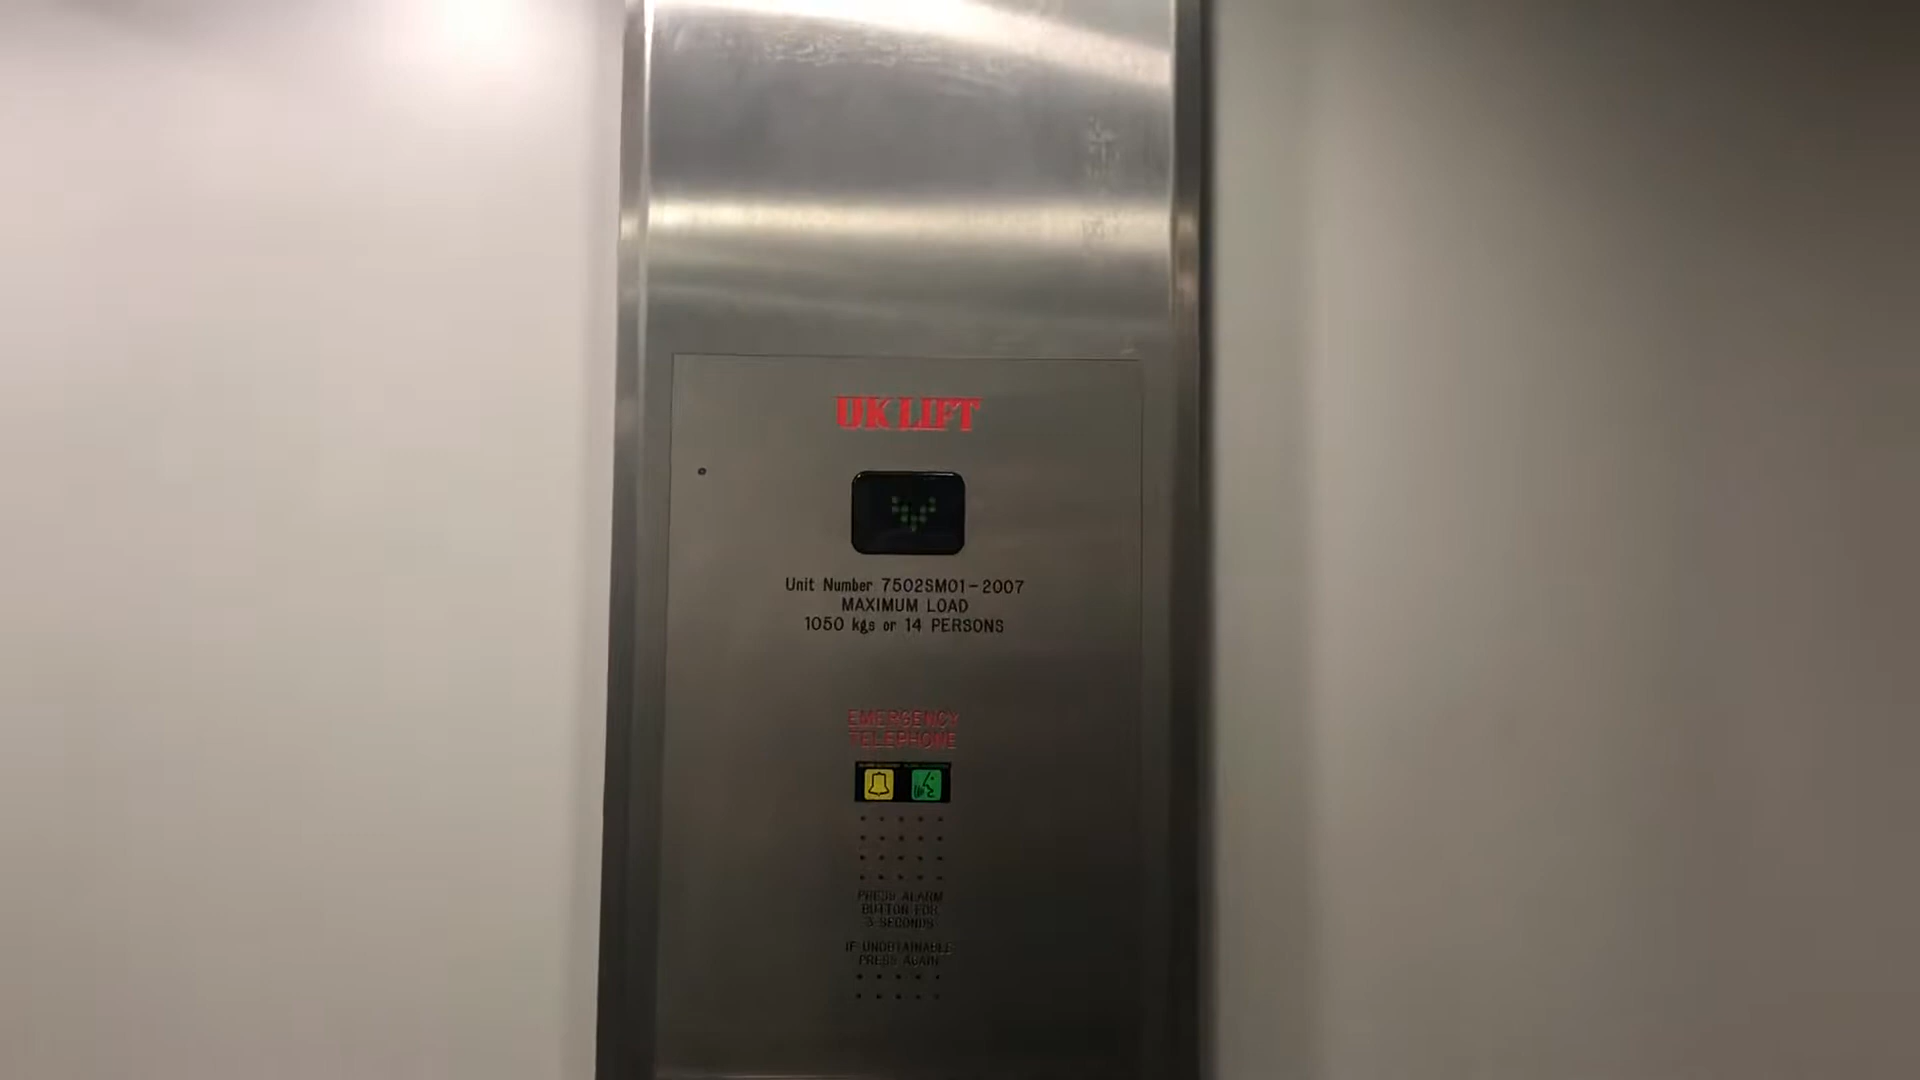 UK LIFT
Unit Number 7502SM01-2007
MAXIMUM LOAD
1050 kgs or 14 PERSONS
EMERGENCY
TELEPHONE
PRESS ALARM
BUTTON FOR
3 SECONDS
IF UNOBTAINABLE
PRESS AGAIN